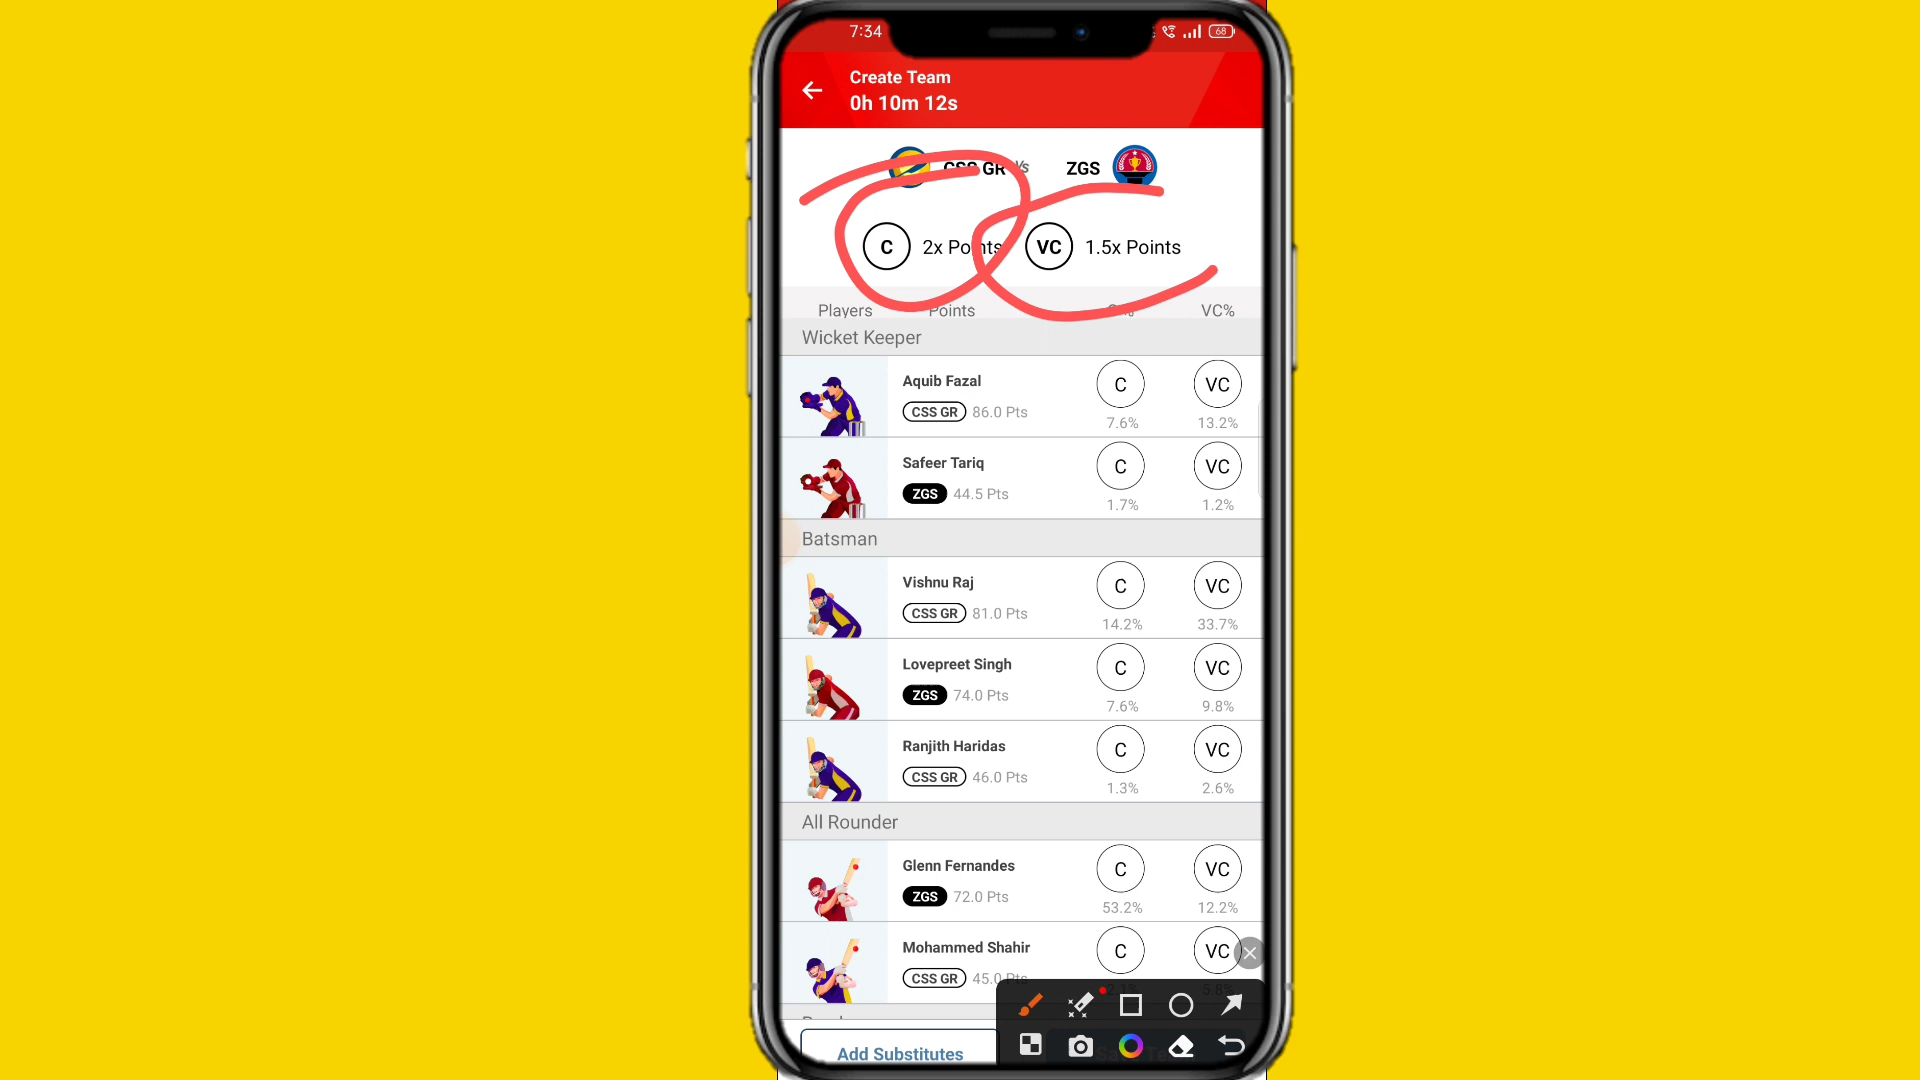 7:34
68
Create Team
0h 10m 12s
CSS GR Vs ZGS
C 2x Points VC 1.5x Points
Players Points C% VC%
Wicket Keeper
Aquib Fazal C VC
CSS GR 86.0 Pts
7.6% 13.2%
Safeer Tariq C VC
ZGS 44.5 Pts
1.7% 1.2%
Batsman
Vishnu Raj C VC
CSS GR 81.0 Pts
14.2% 33.7%
Lovepreet Singh C VC
ZGS 74.0 Pts
7.6% 9.8%
Ranjith Haridas C VC
CSS GR 46.0 Pts
1.3% 2.6%
All Rounder
Glenn Fernandes C VC
ZGS 72.0 Pts
53.2% 12.2%
Mohammed Shahir C VC
CSS GR 45.0 Pts
2.1% 5.8%
Add Substitutes